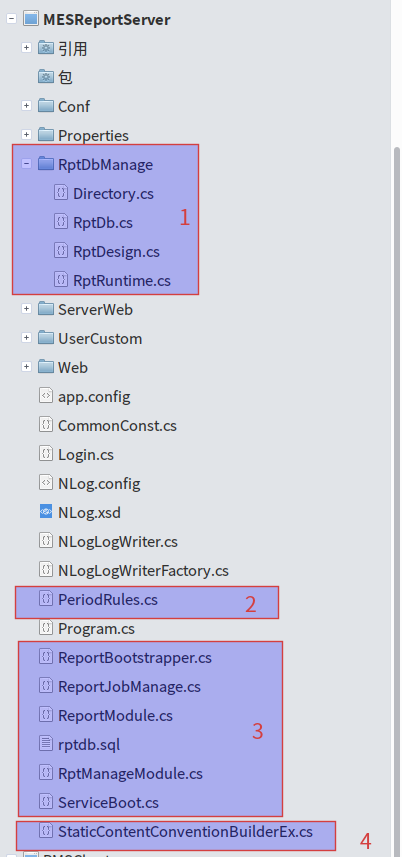 MESReportServer
引用
包
Conf
Properties
RptDbManage
Directory.cs
1
RptDb.cs
RptDesign.cs
RptRuntime.cs
ServerWeb
UserCustom
Web
app.config
CommonConst.cs
Login.cs
NLog.config
NLog.xsd
NLogLogWriter.cs
NLogLogWriterFactory.cs
PeriodRules.cs 2
Program.cs
ReportBootstrapper.cs
ReportJobManage.cs
ReportModule.cs
3
rptdb.sql
RptManageModule.cs
ServiceBoot.cs
StaticContentConventionBuilderEx.cs 4